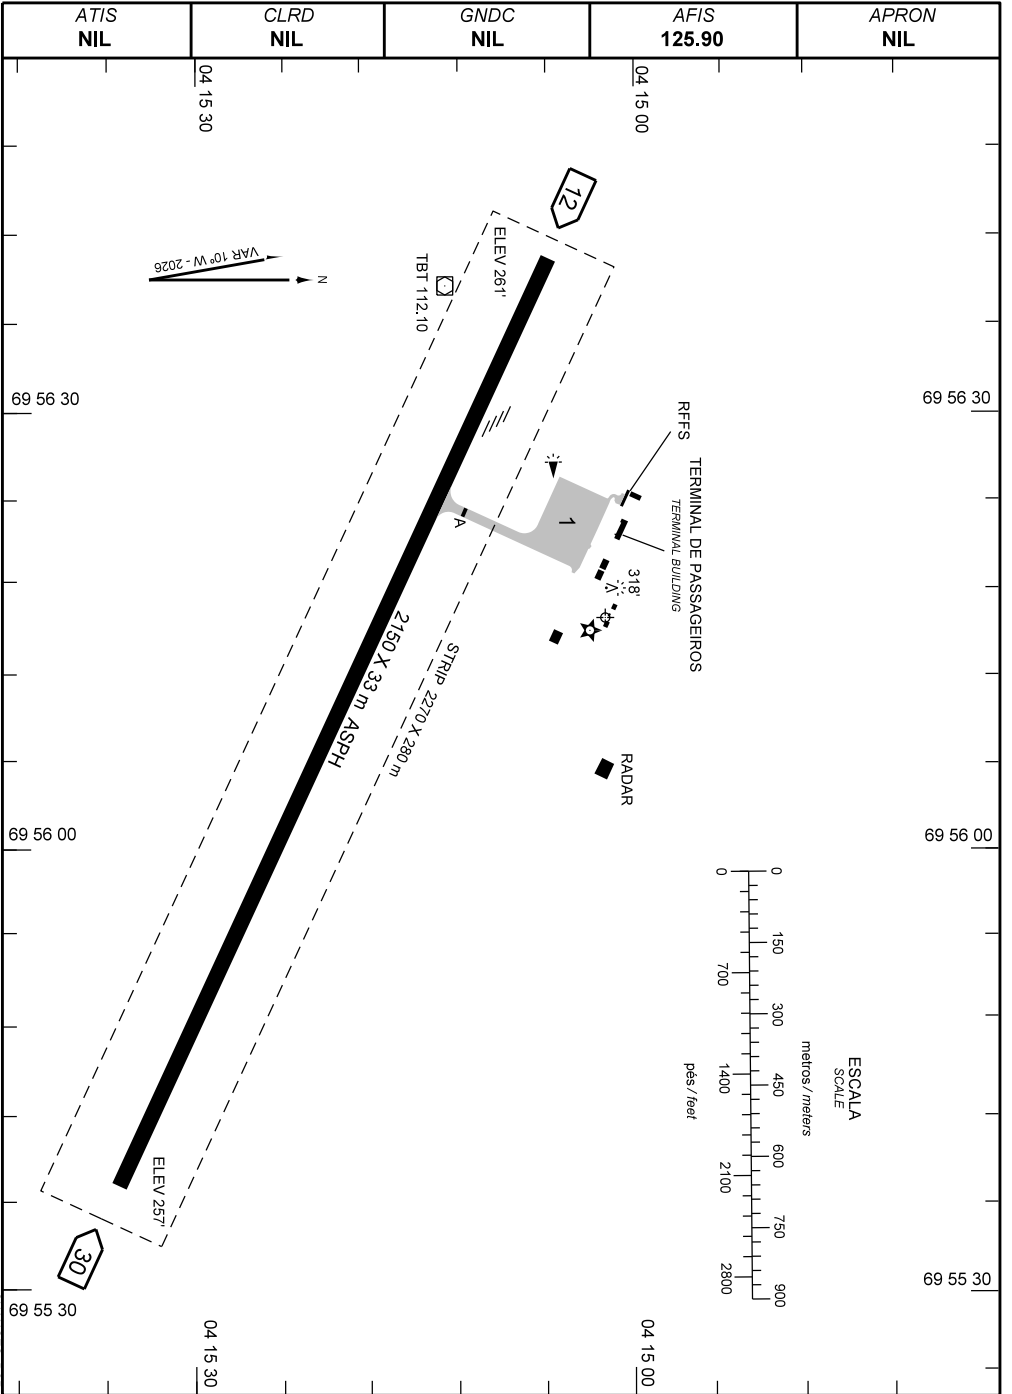 ATIS
NIL
CLRD
NIL
GNDC
NIL
AFIS
125.90
APRON
NIL
04 15 30
04 15 00
12
ELEV 261'
VAR 10° W - 2026
N
TBT 112.10
69 56 30
69 56 30
RFFS
TERMINAL DE PASSAGEIROS
TERMINAL BUILDING
1
A
318'
2150 X 33 m ASPH
STRIP 2270 X 280 m
RADAR
69 56 00
69 56 00
ESCALA
SCALE
metros / meters
0 150 300 450 600 750 900
0 700 1400 2100 2800
pés / feet
ELEV 257'
30
69 55 30
69 55 30
04 15 30
04 15 00